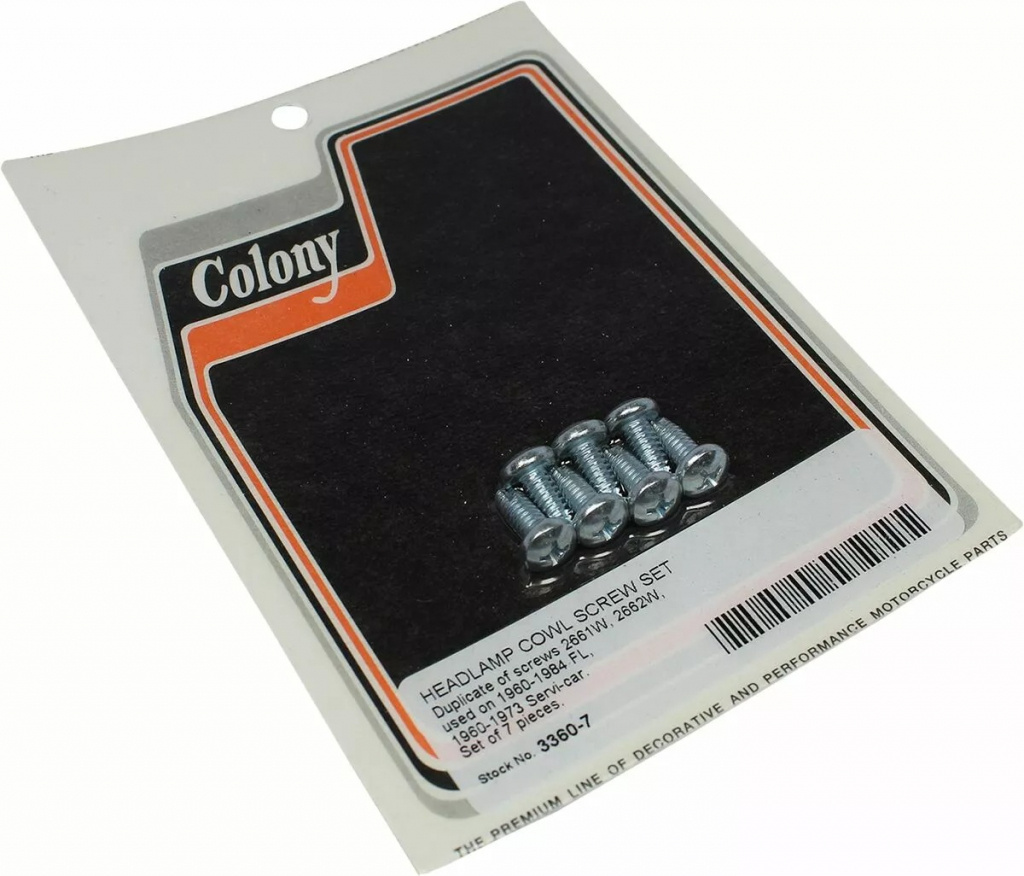 Colony
HEADLAMP COWL SCREW SET
Duplicate of screws 2661W, 2662W,
used on 1960-1984 FL,
1960-1973 Servi-car.
Set of 7 pieces.
Stock No. 3360-7
THE PREMIUM LINE OF DECORATIVE AND PERFORMANCE MOTORCYCLE PARTS